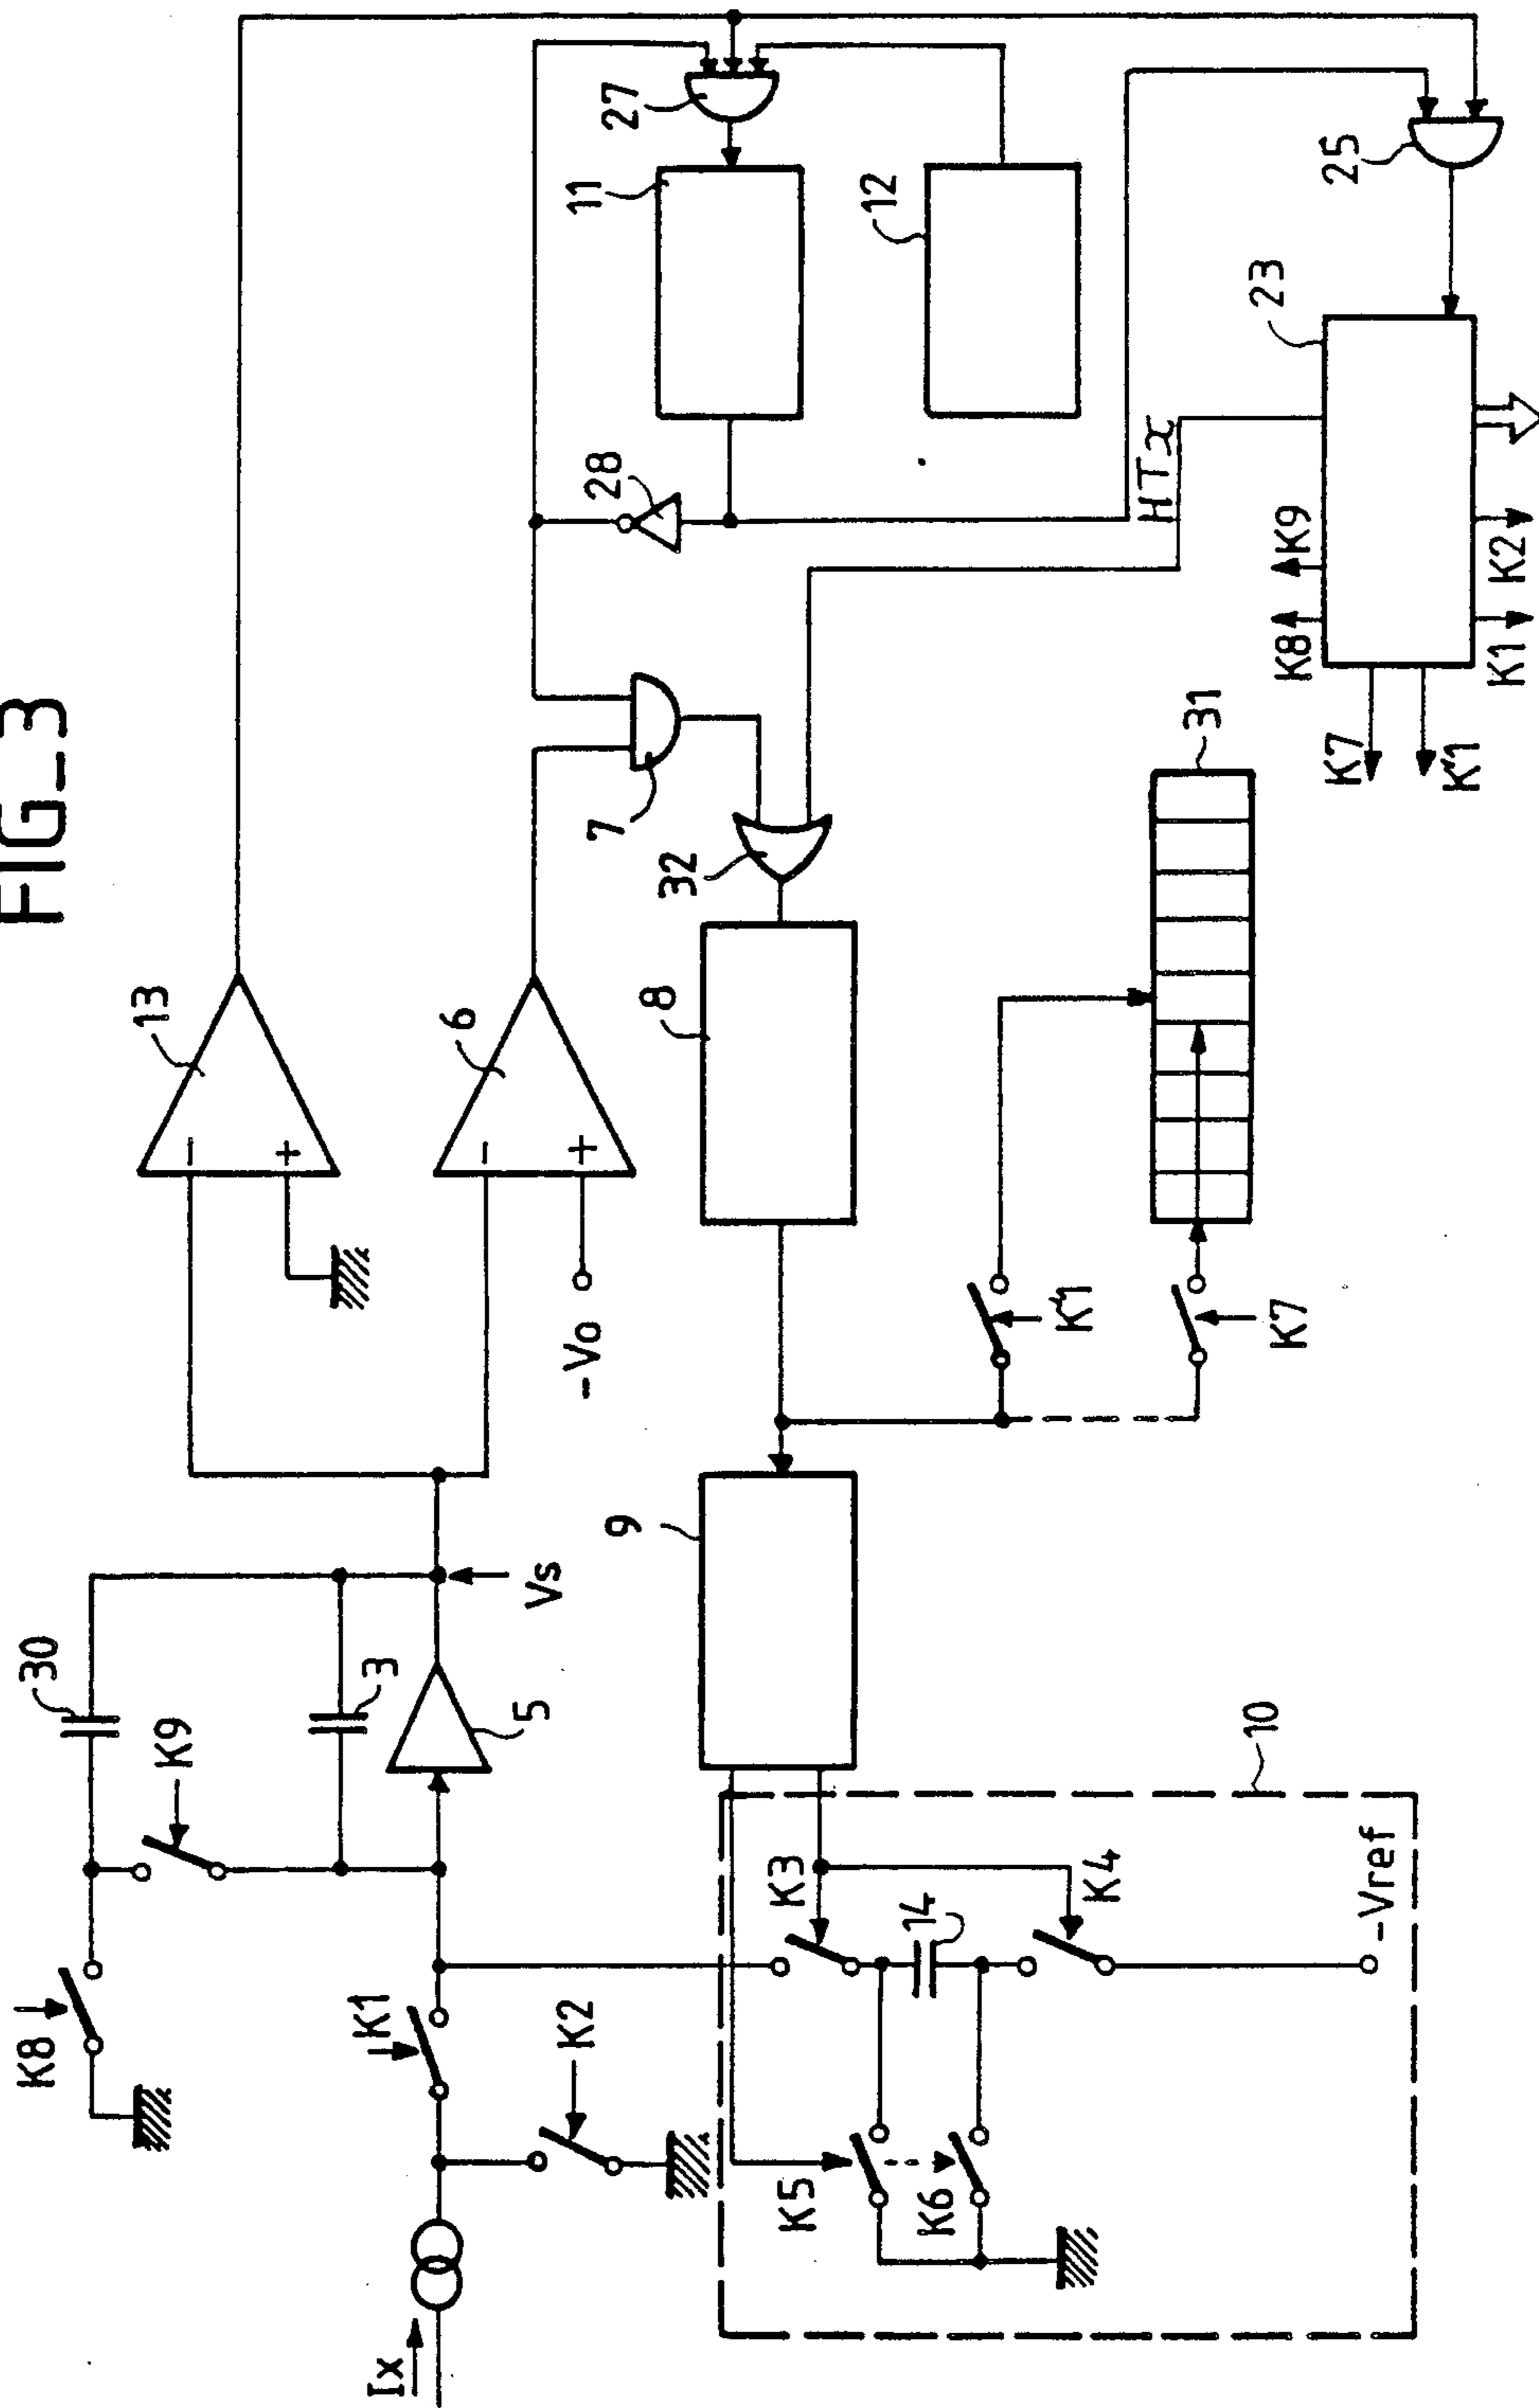 FIG_3
K8
30
K9
3
Ix
K1
Vs
5
K2
13
-
+
6
-
+
-Vo
9
8
32
7
28
27
11
12
K3
14
K4
K5
K6
-Vref
10
K'1
K7
31
HTx
25
23
K8
K9
K7
K'1
K1
K2